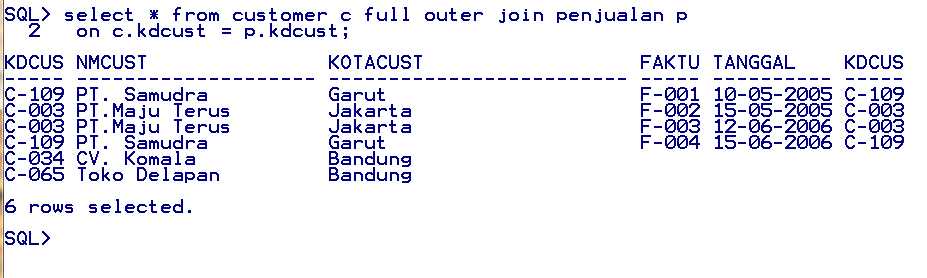 SQL> select * from customer c full outer join penjualan p
2 on c.kdcust = p.kdcust;
KDCUS NMCUST KOTACUST FAKTU TANGGAL KDCUS
----- -------------------- ------------------------- ----- ---------- -----
C-109 PT. Samudra Garut F-001 10-05-2005 C-109
C-003 PT.Maju Terus Jakarta F-002 15-05-2005 C-003
C-003 PT.Maju Terus Jakarta F-003 12-06-2006 C-003
C-109 PT. Samudra Garut F-004 15-06-2006 C-109
C-034 CV. Komala Bandung
C-065 Toko Delapan Bandung
6 rows selected.
SQL>